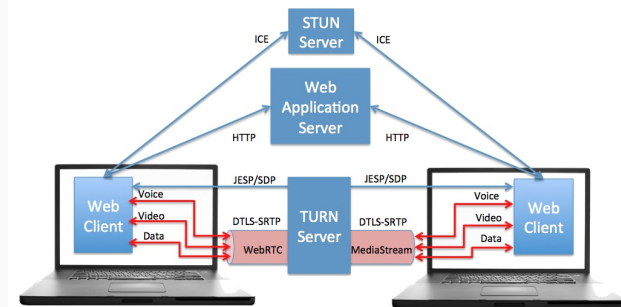 STUN
Server
ICE
ICE
Web
Application
Server
HTTP
HTTP
JESP/SDP
JESP/SDP
Web
Client
Voice
Video
Data
DTLS-SRTP
WebRTC
TURN
Server
DTLS-SRTP
MediaStream
Voice
Video
Data
Web
Client